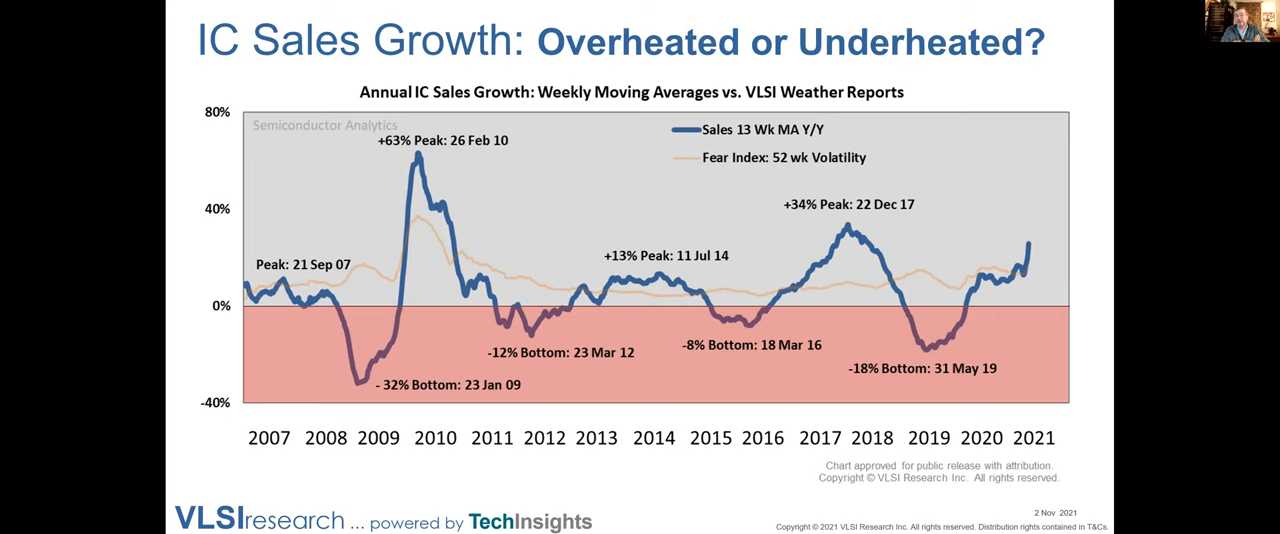 IC Sales Growth: Overheated or Underheated?
Annual IC Sales Growth: Weekly Moving Averages vs. VLSI Weather Reports
80%
Semiconductor Analytics
Sales 13 Wk MA Y/Y
+63% Peak: 26 Feb 10
Fear Index: 52 wk Volatility
40%
+34% Peak: 22 Dec 17
+13% Peak: 11 Jul 14
Peak: 21 Sep 07
0%
-12% Bottom: 23 Mar 12
-8% Bottom: 18 Mar 16
-18% Bottom: 31 May 19
- 32% Bottom: 23 Jan 09
-40%
2007 2008 2009 2010 2011 2012 2013 2014 2015 2016 2017 2018 2019 2020 2021
Chart approved for public release with attribution.
Copyright © VLSI Research Inc. All rights reserved.
VLSIresearch ... powered by TechInsights
2 Nov 2021
Copyright © 2021 VLSI Research Inc. All rights reserved. Distribution rights contained in T&Cs.